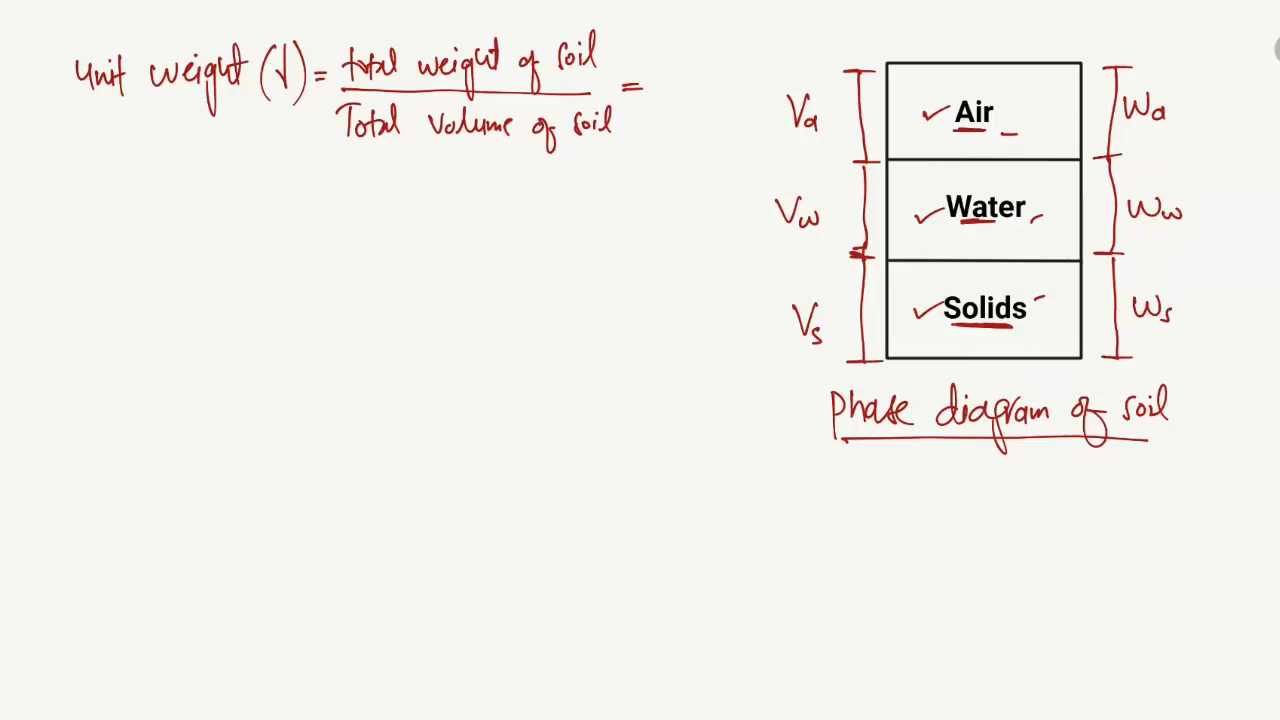 Unit weight (γ) = total weight of soil =
Total volume of soil
Va Air Wa
Vw Water Ww
Vs Solids Ws
Phase diagram of soil